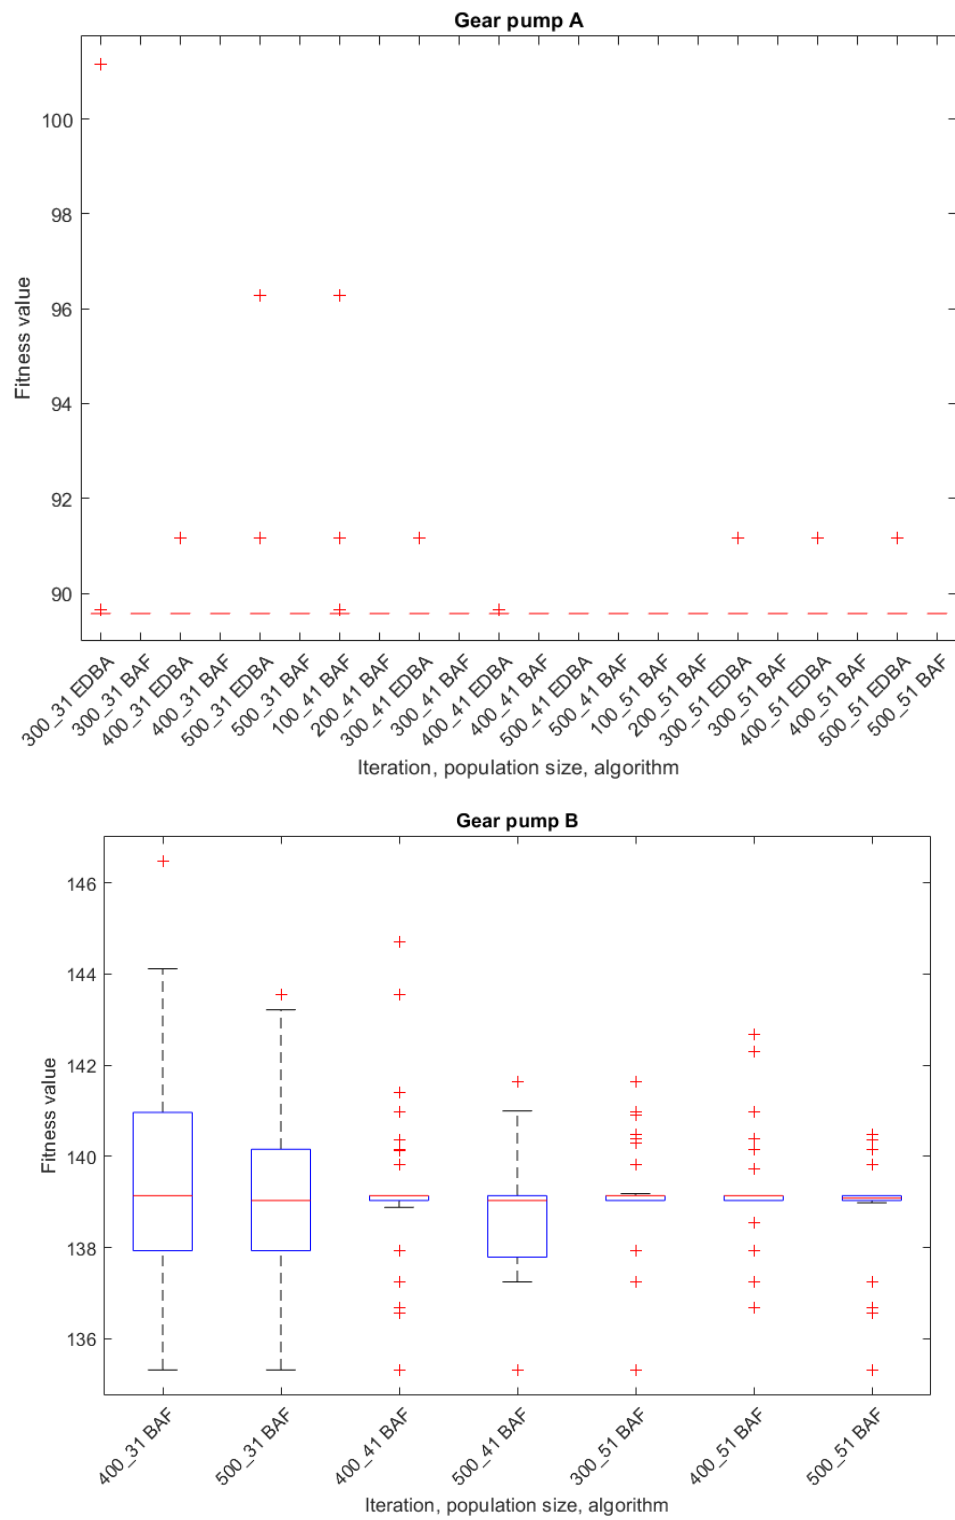 Gear pump A
100
98
96
94
92
90
Fitness value
300_31 EDBA
300_31 BAF
400_31 EDBA
400_31 BAF
500_31 EDBA
500_31 BAF
100_41 BAF
200_41 BAF
300_41 EDBA
300_41 BAF
400_41 EDBA
400_41 BAF
500_41 EDBA
500_41 BAF
100_51 BAF
200_51 BAF
300_51 EDBA
300_51 BAF
400_51 EDBA
400_51 BAF
500_51 EDBA
500_51 BAF
Iteration, population size, algorithm
Gear pump B
146
144
142
140
138
136
Fitness value
400_31 BAF
500_31 BAF
400_41 BAF
500_41 BAF
300_51 BAF
400_51 BAF
500_51 BAF
Iteration, population size, algorithm